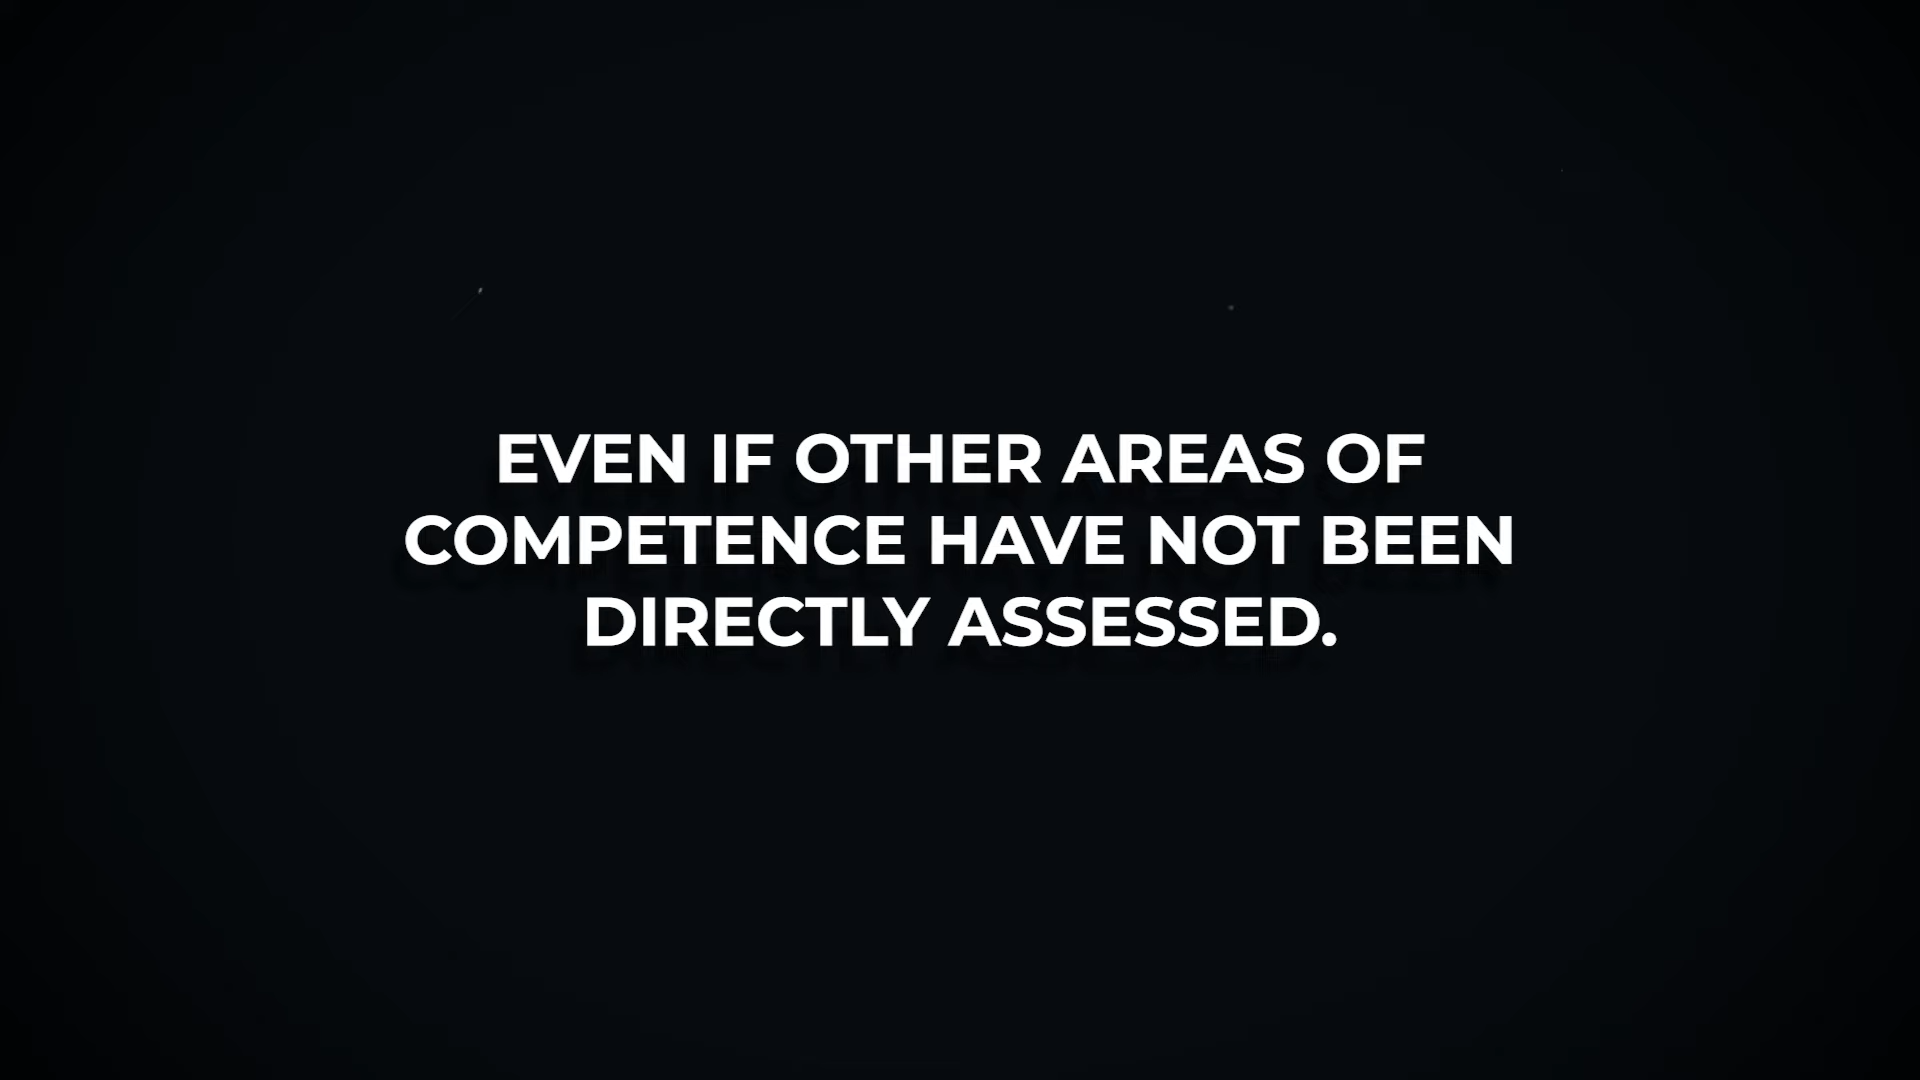 EVEN IF OTHER AREAS OF
COMPETENCE HAVE NOT BEEN
DIRECTLY ASSESSED.